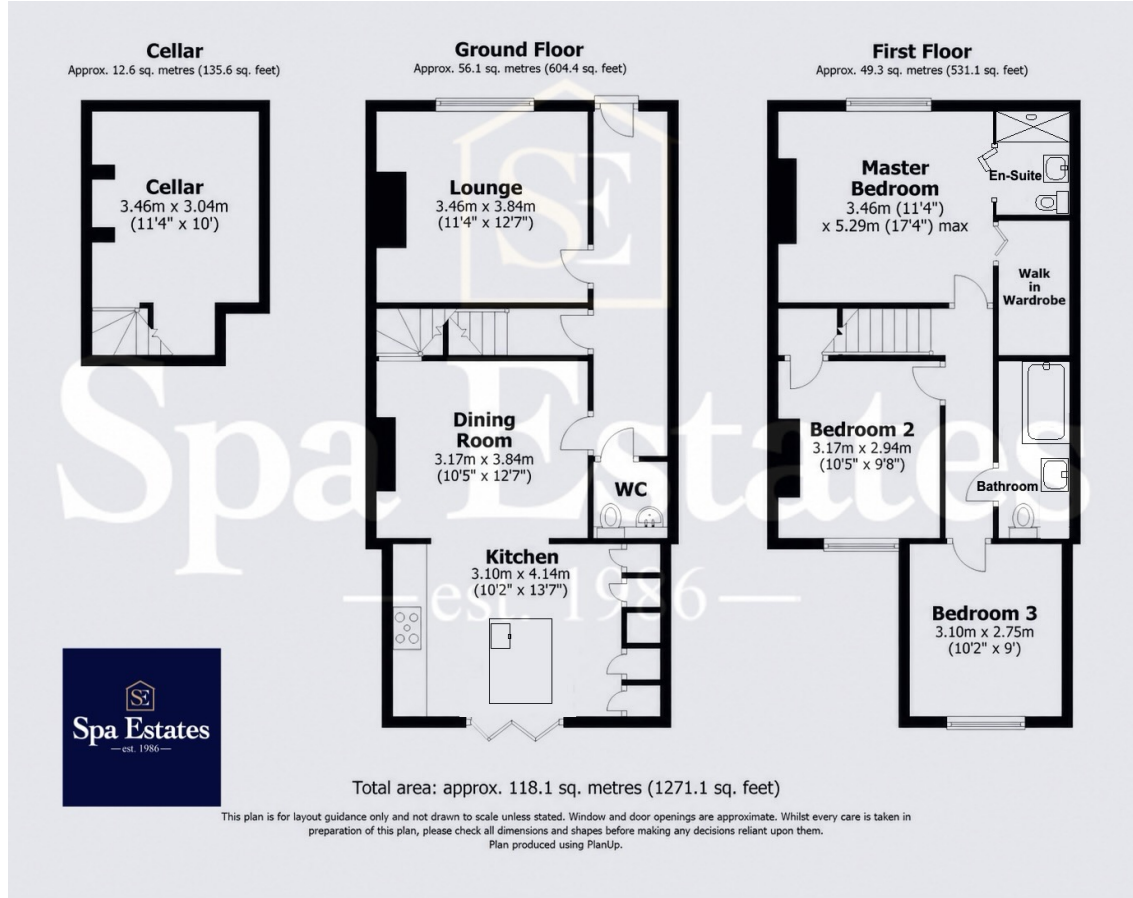 Cellar
Approx. 12.6 sq. metres (135.6 sq. feet)
Cellar
3.46m x 3.04m
(11'4" x 10')
Ground Floor
Approx. 56.1 sq. metres (604.4 sq. feet)
Lounge
3.46m x 3.84m
(11'4" x 12'7")
Dining
Room
3.17m x 3.84m
(10'5" x 12'7")
WC
Kitchen
3.10m x 4.14m
(10'2" x 13'7")
First Floor
Approx. 49.3 sq. metres (531.1 sq. feet)
Master
Bedroom
3.46m (11'4")
x 5.29m (17'4") max
En-Suite
Walk
in
Wardrobe
Bedroom 2
3.17m x 2.94m
(10'5" x 9'8")
Bathroom
Bedroom 3
3.10m x 2.75m
(10'2" x 9')
SE
Spa Estates
est. 1986
SE
Spa Estates
est. 1986
Total area: approx. 118.1 sq. metres (1271.1 sq. feet)
This plan is for layout guidance only and not drawn to scale unless stated. Window and door openings are approximate. Whilst every care is taken in
preparation of this plan, please check all dimensions and shapes before making any decisions reliant upon them.
Plan produced using PlanUp.